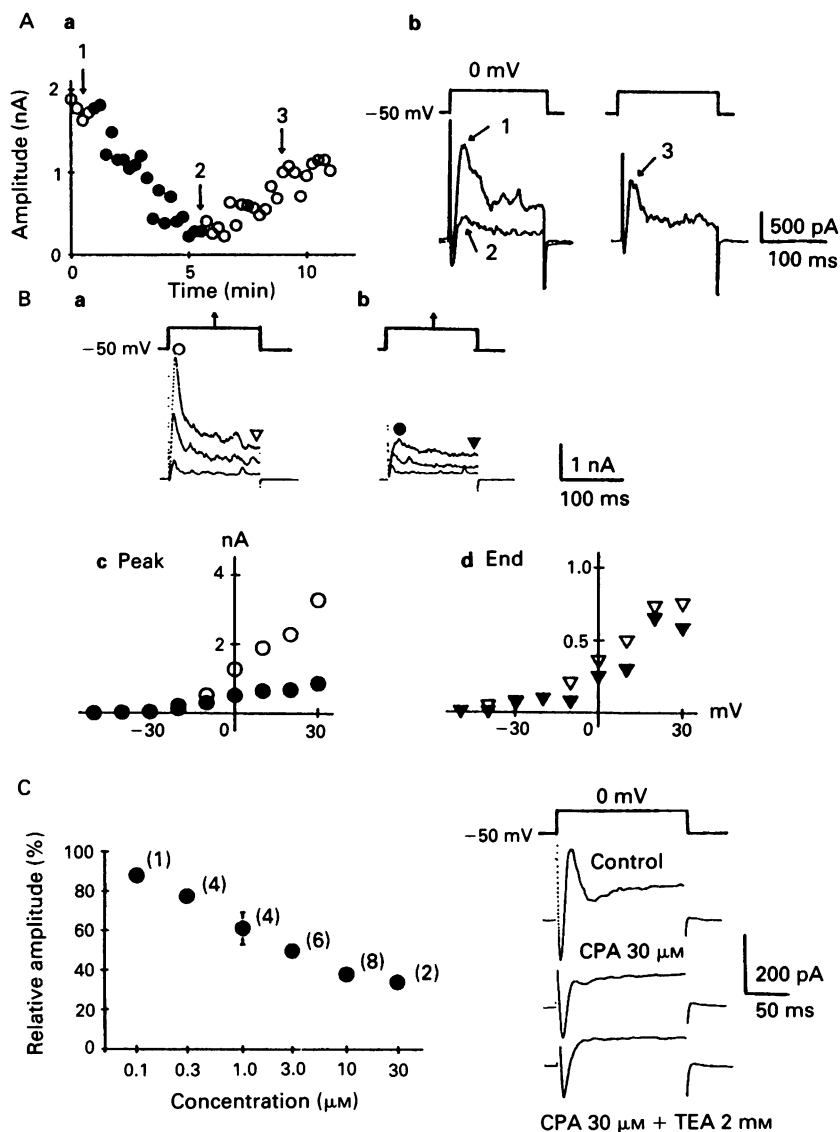 A a b
1
2
1
0
Amplitude (nA)
2
3
0 5 10
Time (min)
0 mV
−50 mV
1
2
3
500 pA
100 ms
B a b
−50 mV
1 nA
100 ms
c Peak
nA
4
2
−30 0 30
d End
1.0
0.5
−30 0 30 mV
C
Relative amplitude (%)
100
80
60
40
20
0
(1)
(4)
(4)
(6)
(8)
(2)
0.1 0.3 1.0 3.0 10 30
Concentration (μM)
0 mV
−50 mV
Control
CPA 30 μM
200 pA
50 ms
CPA 30 μM + TEA 2 mM